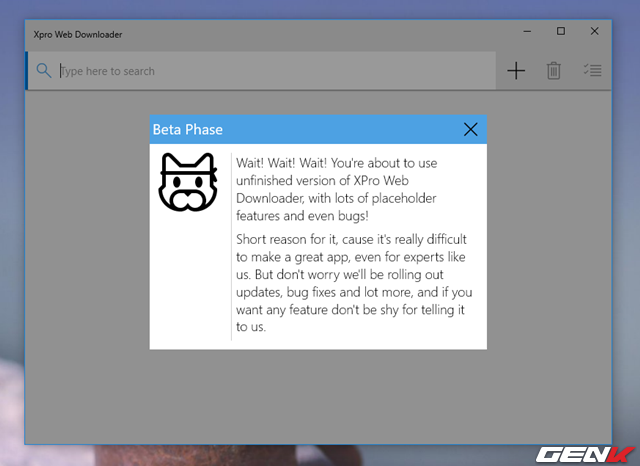 Xpro Web Downloader
Type here to search
Beta Phase
Wait! Wait! Wait! You're about to use
unfinished version of XPro Web
Downloader, with lots of placeholder
features and even bugs!
Short reason for it, cause it's really difficult
to make a great app, even for experts like
us. But don't worry we'll be rolling out
updates, bug fixes and lot more, and if you
want any feature don't be shy for telling it
to us.
GENK